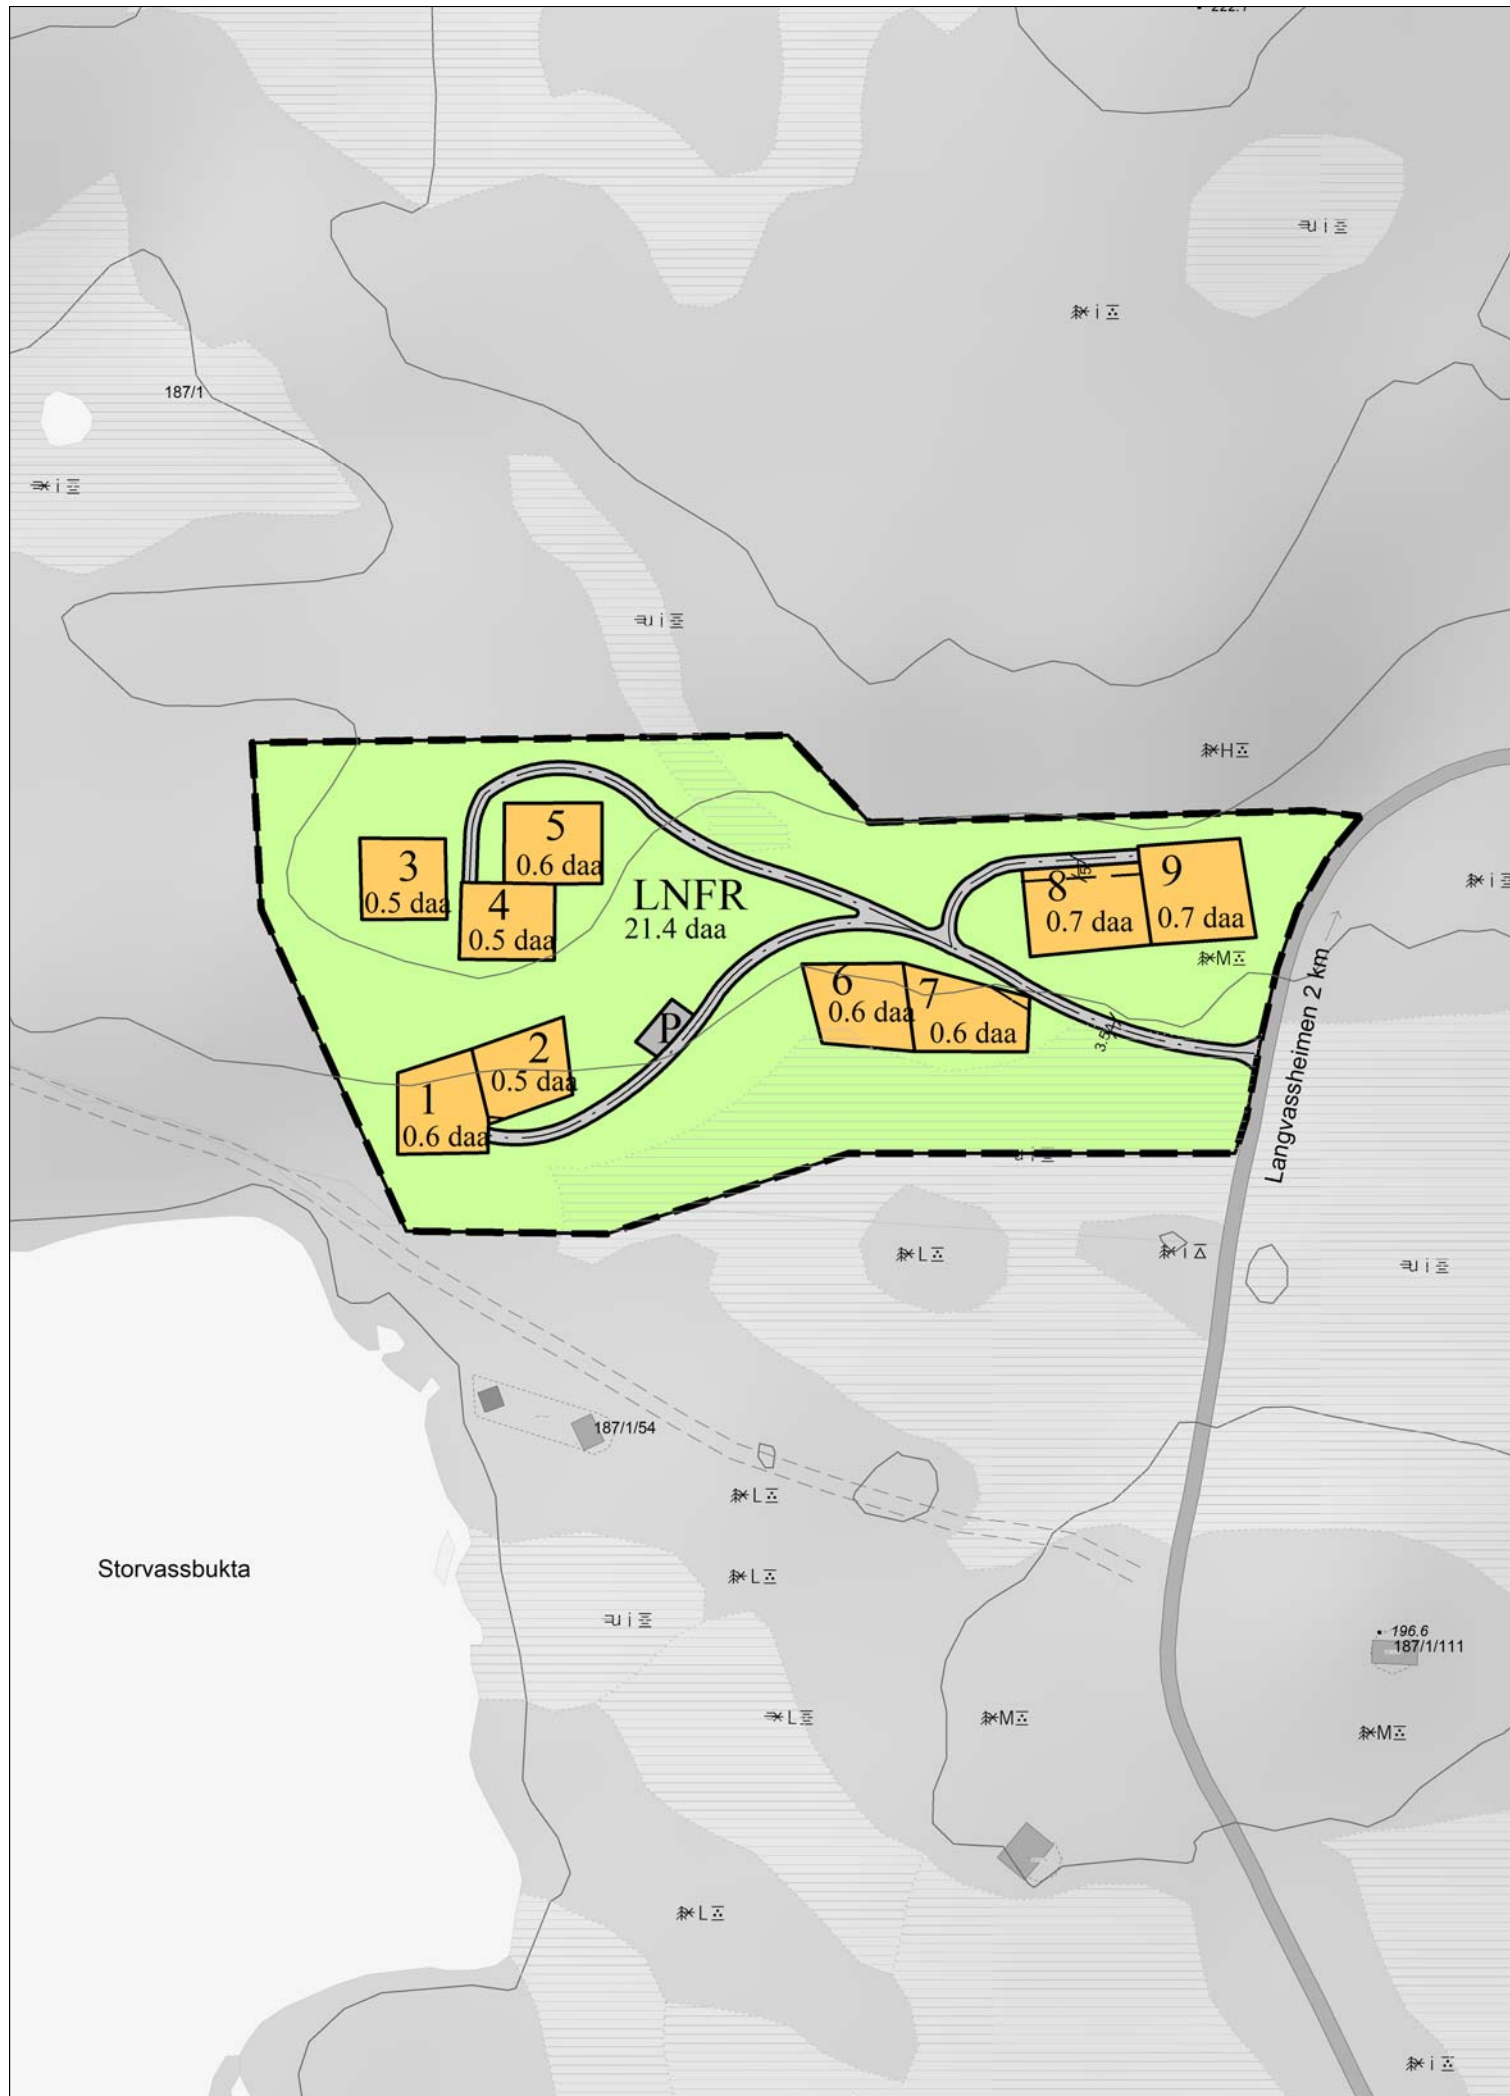 187/1
3
0.5 daa
5
0.6 daa
4
0.5 daa
LNFR
21.4 daa
8
0.7 daa
9
0.7 daa
6
0.6 daa
7
0.6 daa
P
2
0.5 daa
1
0.6 daa
Langvassheimen 2 km
187/1/54
Storvassbukta
196.6
187/1/111
i
u i
i
u i
H
i
M
u i
L
i
u i
L
L
u i
L
M
M
L
i